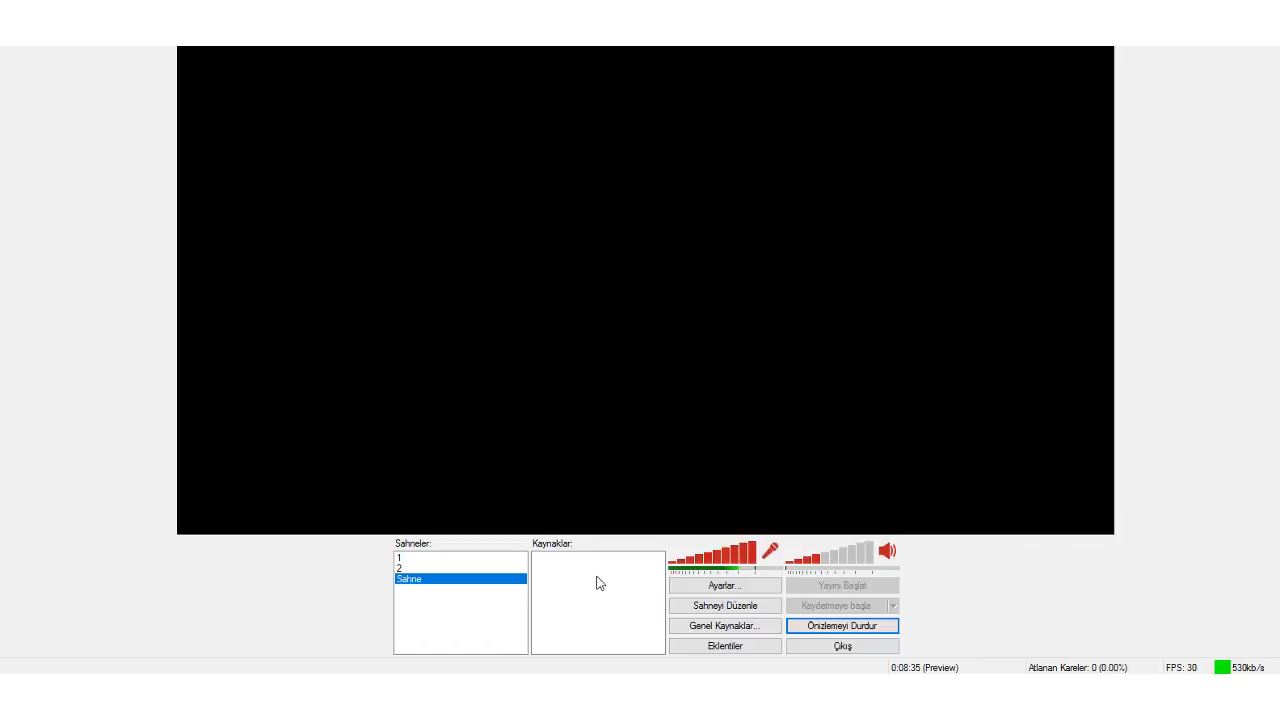 Sahneler:
Kaynaklar:
1
2
Sahne
Ayarlar...
Yayını Başlat
Sahneyi Düzenle
Kaydetmeye başla
Genel Kaynaklar...
Önizlemeyi Durdur
Eklentiler
Çıkış
0:08:35 (Preview)
Atlanan Kareler: 0 (0.00%)
FPS: 30
530kb/s